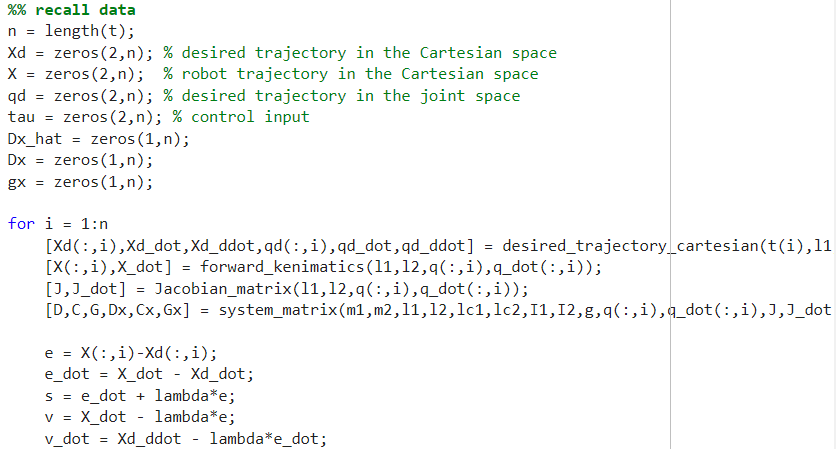 %% recall data
n = length(t);
Xd = zeros(2,n); % desired trajectory in the Cartesian space
X = zeros(2,n);  % robot trajectory in the Cartesian space
qd = zeros(2,n); % desired trajectory in the joint space
tau = zeros(2,n); % control input
Dx_hat = zeros(1,n);
Dx = zeros(1,n);
gx = zeros(1,n);
for i = 1:n
[Xd(:,i),Xd_dot,Xd_ddot,qd(:,i),qd_dot,qd_ddot] = desired_trajectory_cartesian(t(i),l1
[X(:,i),X_dot] = forward_kenimatics(l1,l2,q(:,i),q_dot(:,i));
[J,J_dot] = Jacobian_matrix(l1,l2,q(:,i),q_dot(:,i));
[D,C,G,Dx,Cx,Gx] = system_matrix(m1,m2,l1,l2,lc1,lc2,I1,I2,g,q(:,i),q_dot(:,i),J,J_dot
e = X(:,i)-Xd(:,i);
e_dot = X_dot - Xd_dot;
s = e_dot + lambda*e;
v = X_dot - lambda*e;
v_dot = Xd_ddot - lambda*e_dot;